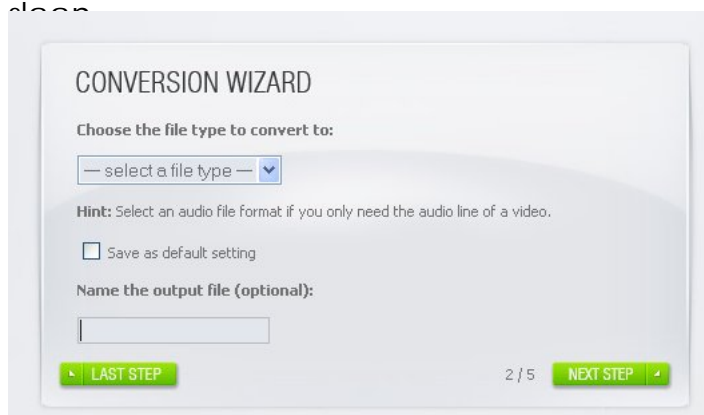 CONVERSION WIZARD
Choose the file type to convert to:
— select a file type —
Hint: Select an audio file format if you only need the audio line of a video.
Save as default setting
Name the output file (optional):
LAST STEP 2 / 5 NEXT STEP